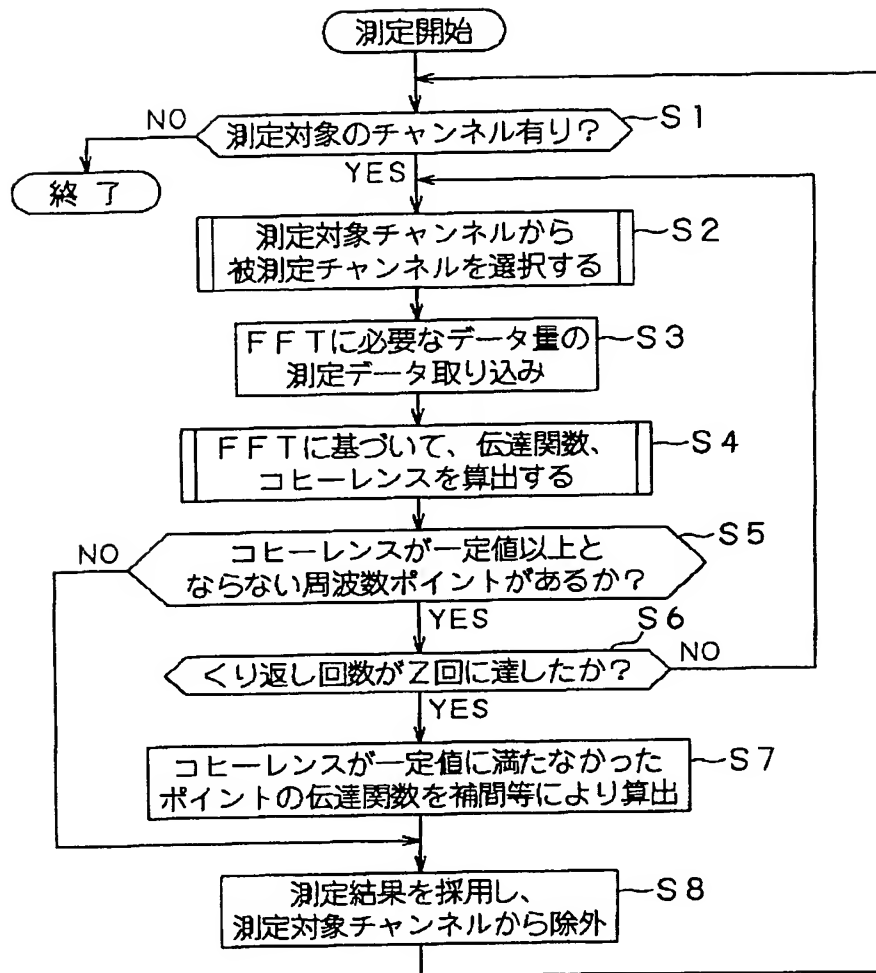 測定開始
測定対象のチャンネル有り?
S1
NO
終了
YES
測定対象チャンネルから
被測定チャンネルを選択する
S2
FFTに必要なデータ量の
測定データ取り込み
S3
FFTに基づいて、伝達関数、
コヒーレンスを算出する
S4
コヒーレンスが一定値以上と
ならない周波数ポイントがあるか?
S5
NO
YES
くり返し回数がZ回に達したか?
S6
NO
YES
コヒーレンスが一定値に満たなかった
ポイントの伝達関数を補間等により算出
S7
測定結果を採用し、
測定対象チャンネルから除外
S8